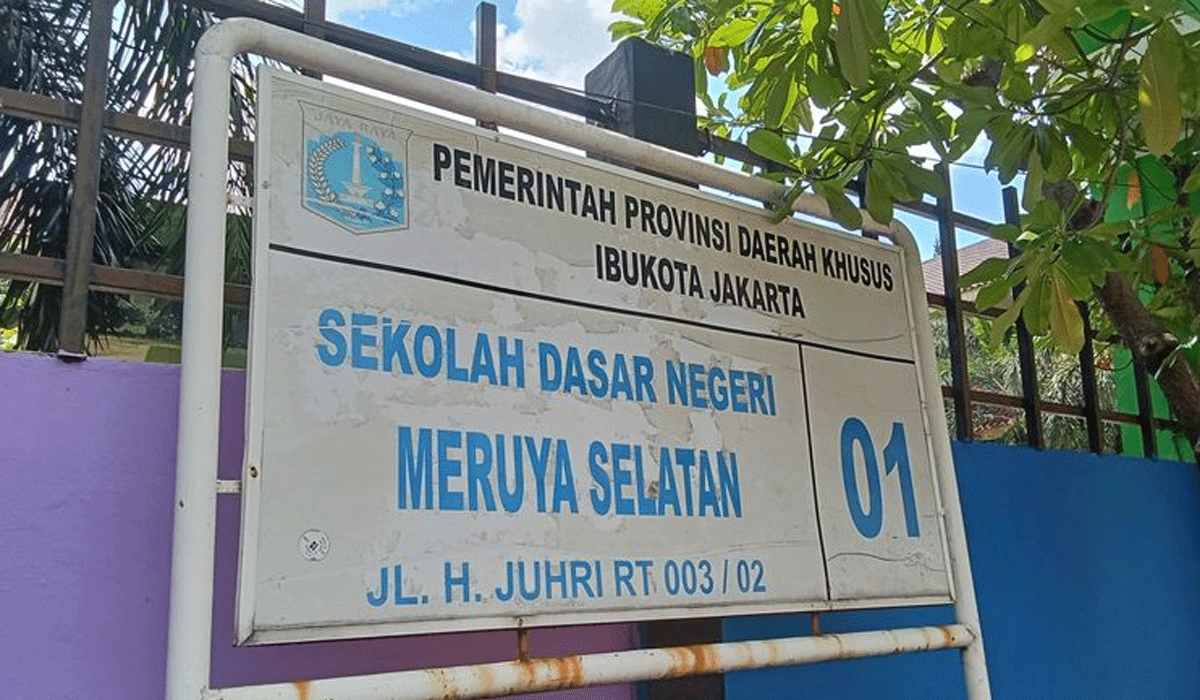 JAYA RAYA
PEMERINTAH PROVINSI DAERAH KHUSUS
IBUKOTA JAKARTA
SEKOLAH DASAR NEGERI
MERUYA SELATAN
01
JL. H. JUHRI RT 003 / 02